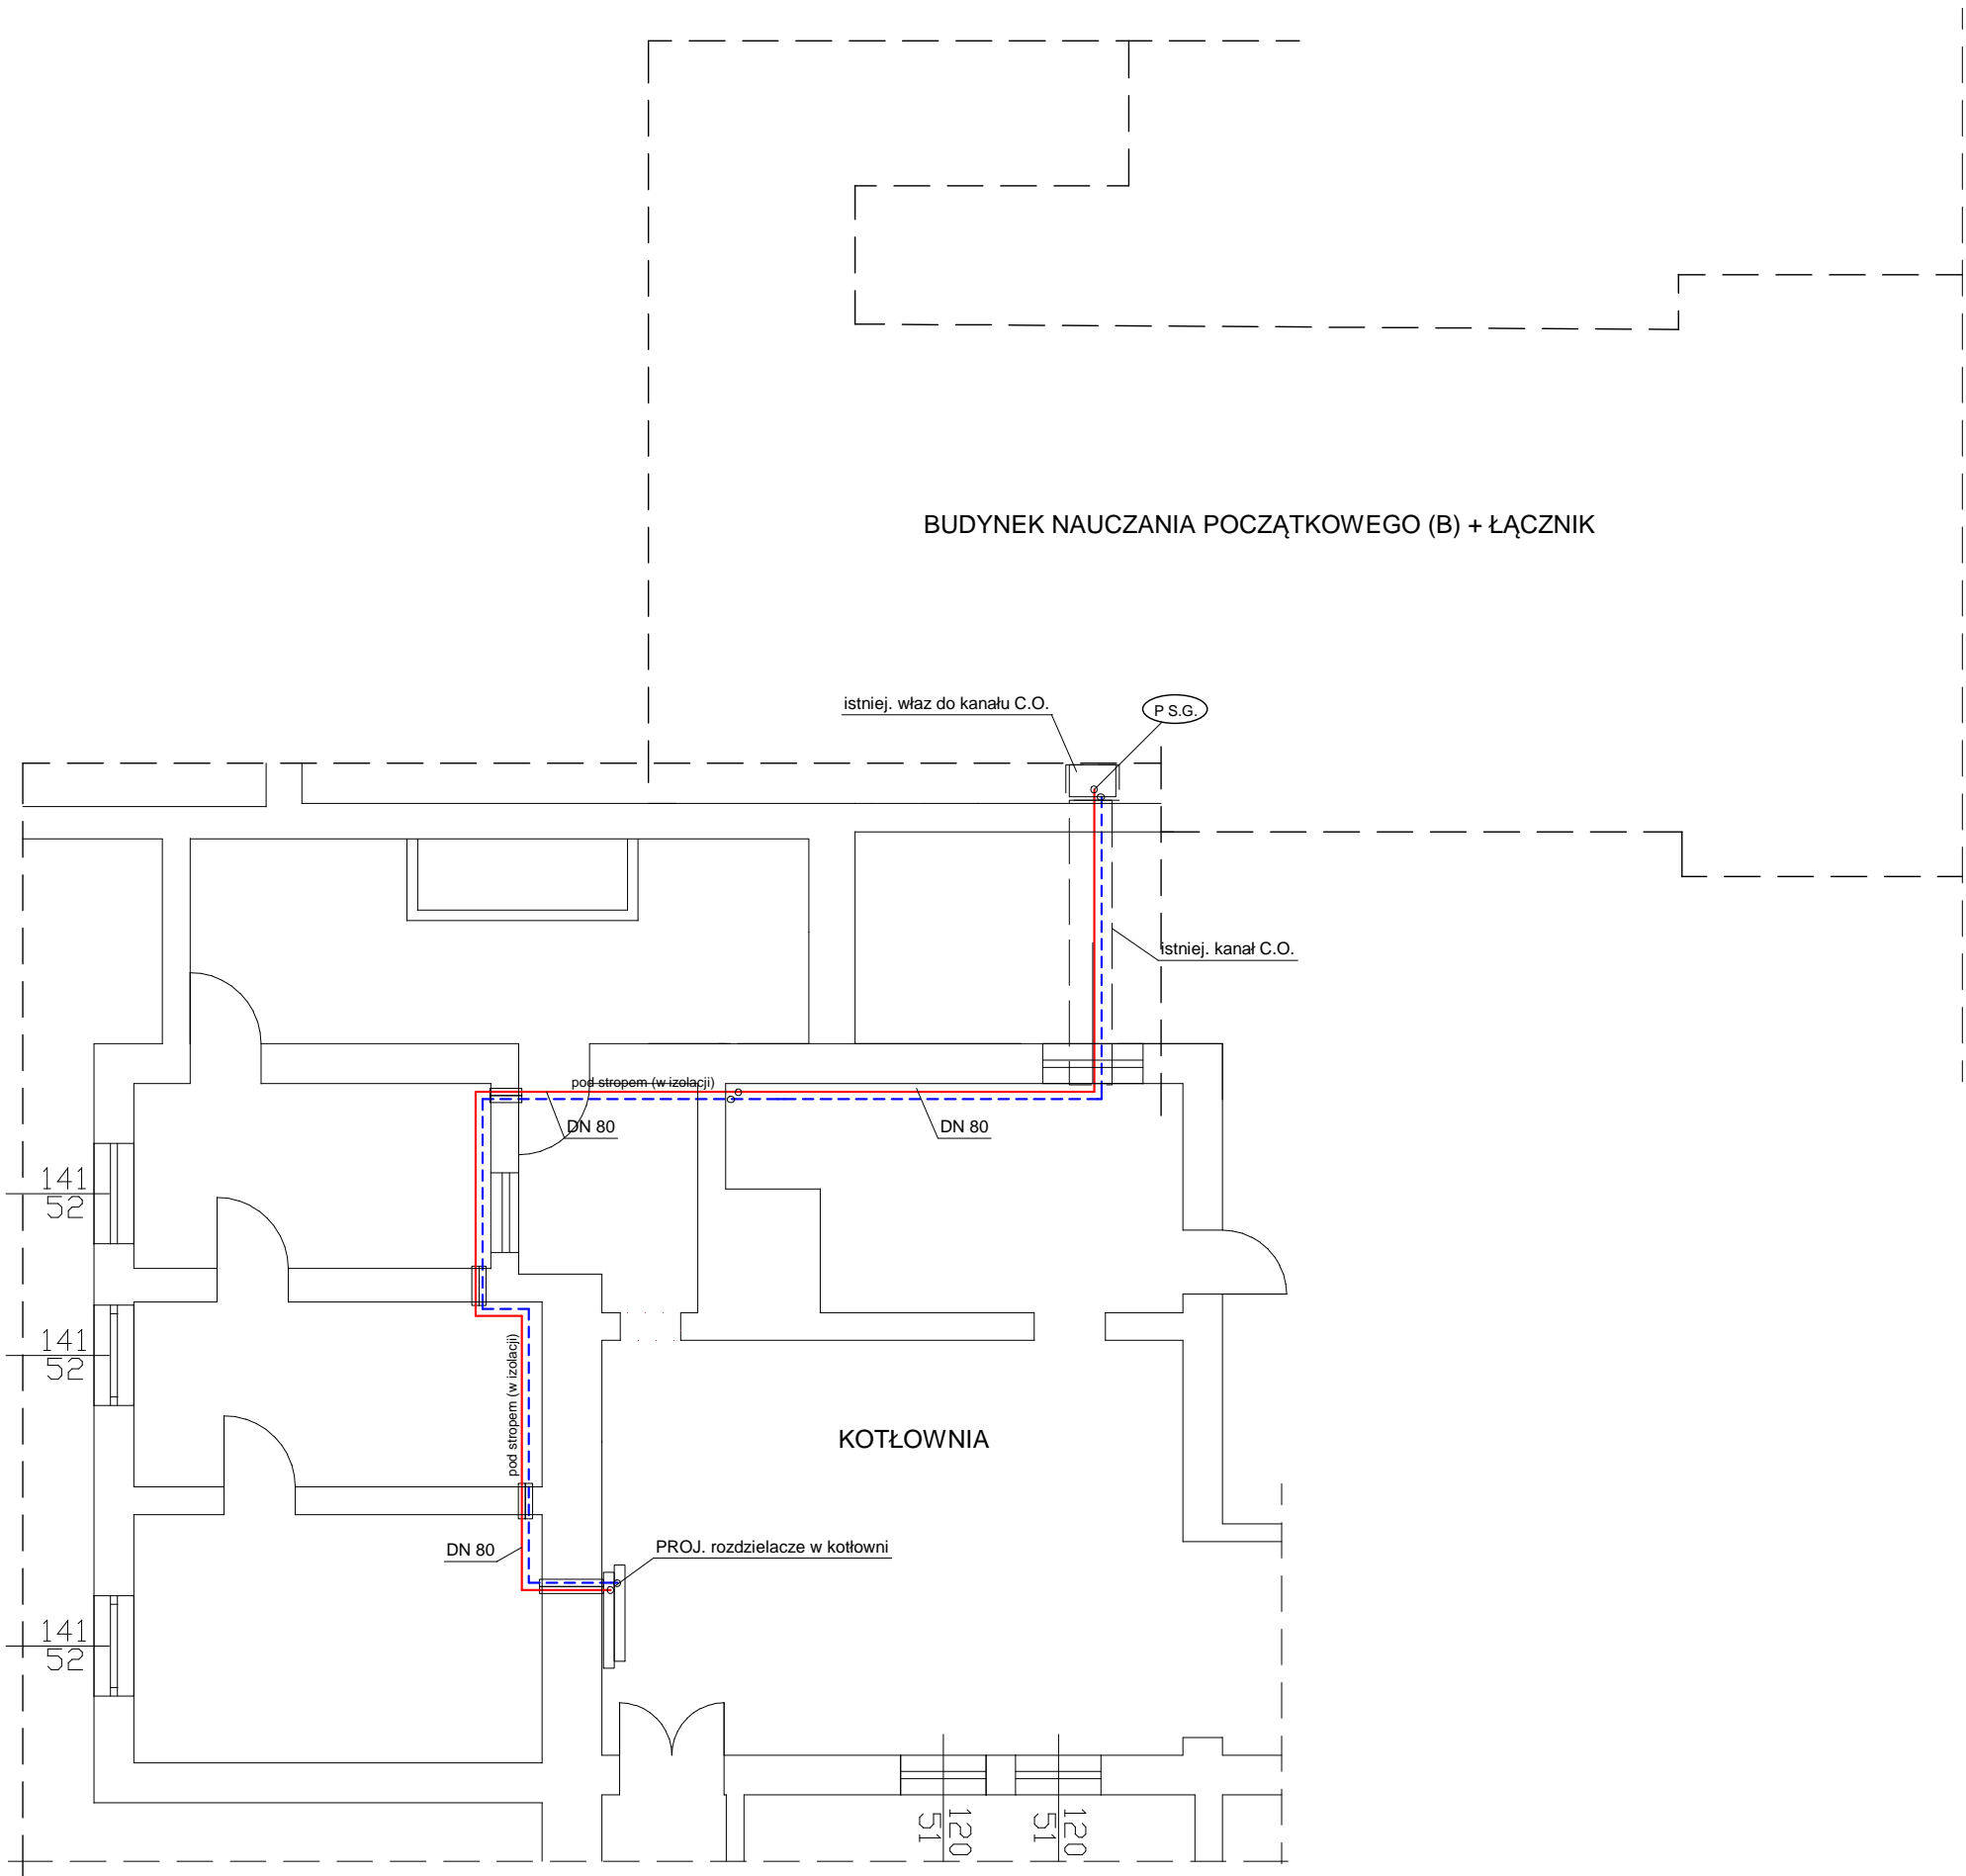 BUDYNEK NAUCZANIA POCZĄTKOWEGO (B) + ŁĄCZNIK
istniej. właz do kanału C.O.
P S.G.
istniej. kanał C.O.
pod stropem (w izolacji)
DN 80
DN 80
141
52
141
52
pod stropem (w izolacji)
KOTŁOWNIA
DN 80
PROJ. rozdzielacze w kotłowni
141
52
120
51
120
51